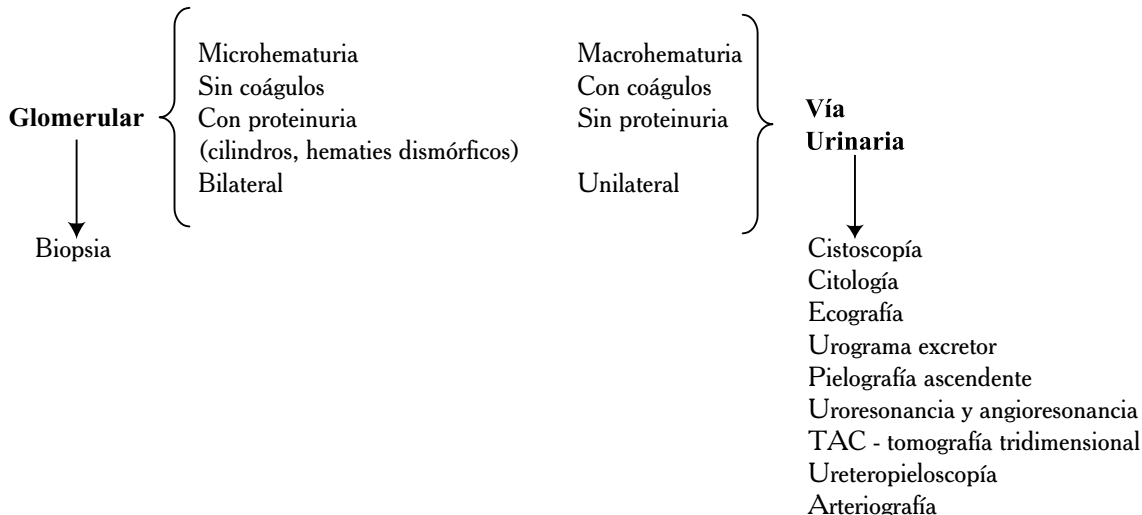 Glomerular
Microhematuria
Sin coágulos
Con proteinuria
(cilindros, hematies dismórficos)
Bilateral
Biopsia
Macrohematuria
Con coágulos
Sin proteinuria
Unilateral
Vía
Urinaria
Cistoscopía
Citología
Ecografía
Urograma excretor
Pielografía ascendente
Uroresonancia y angioresonancia
TAC - tomografía tridimensional
Ureteropieloscopía
Arteriografía